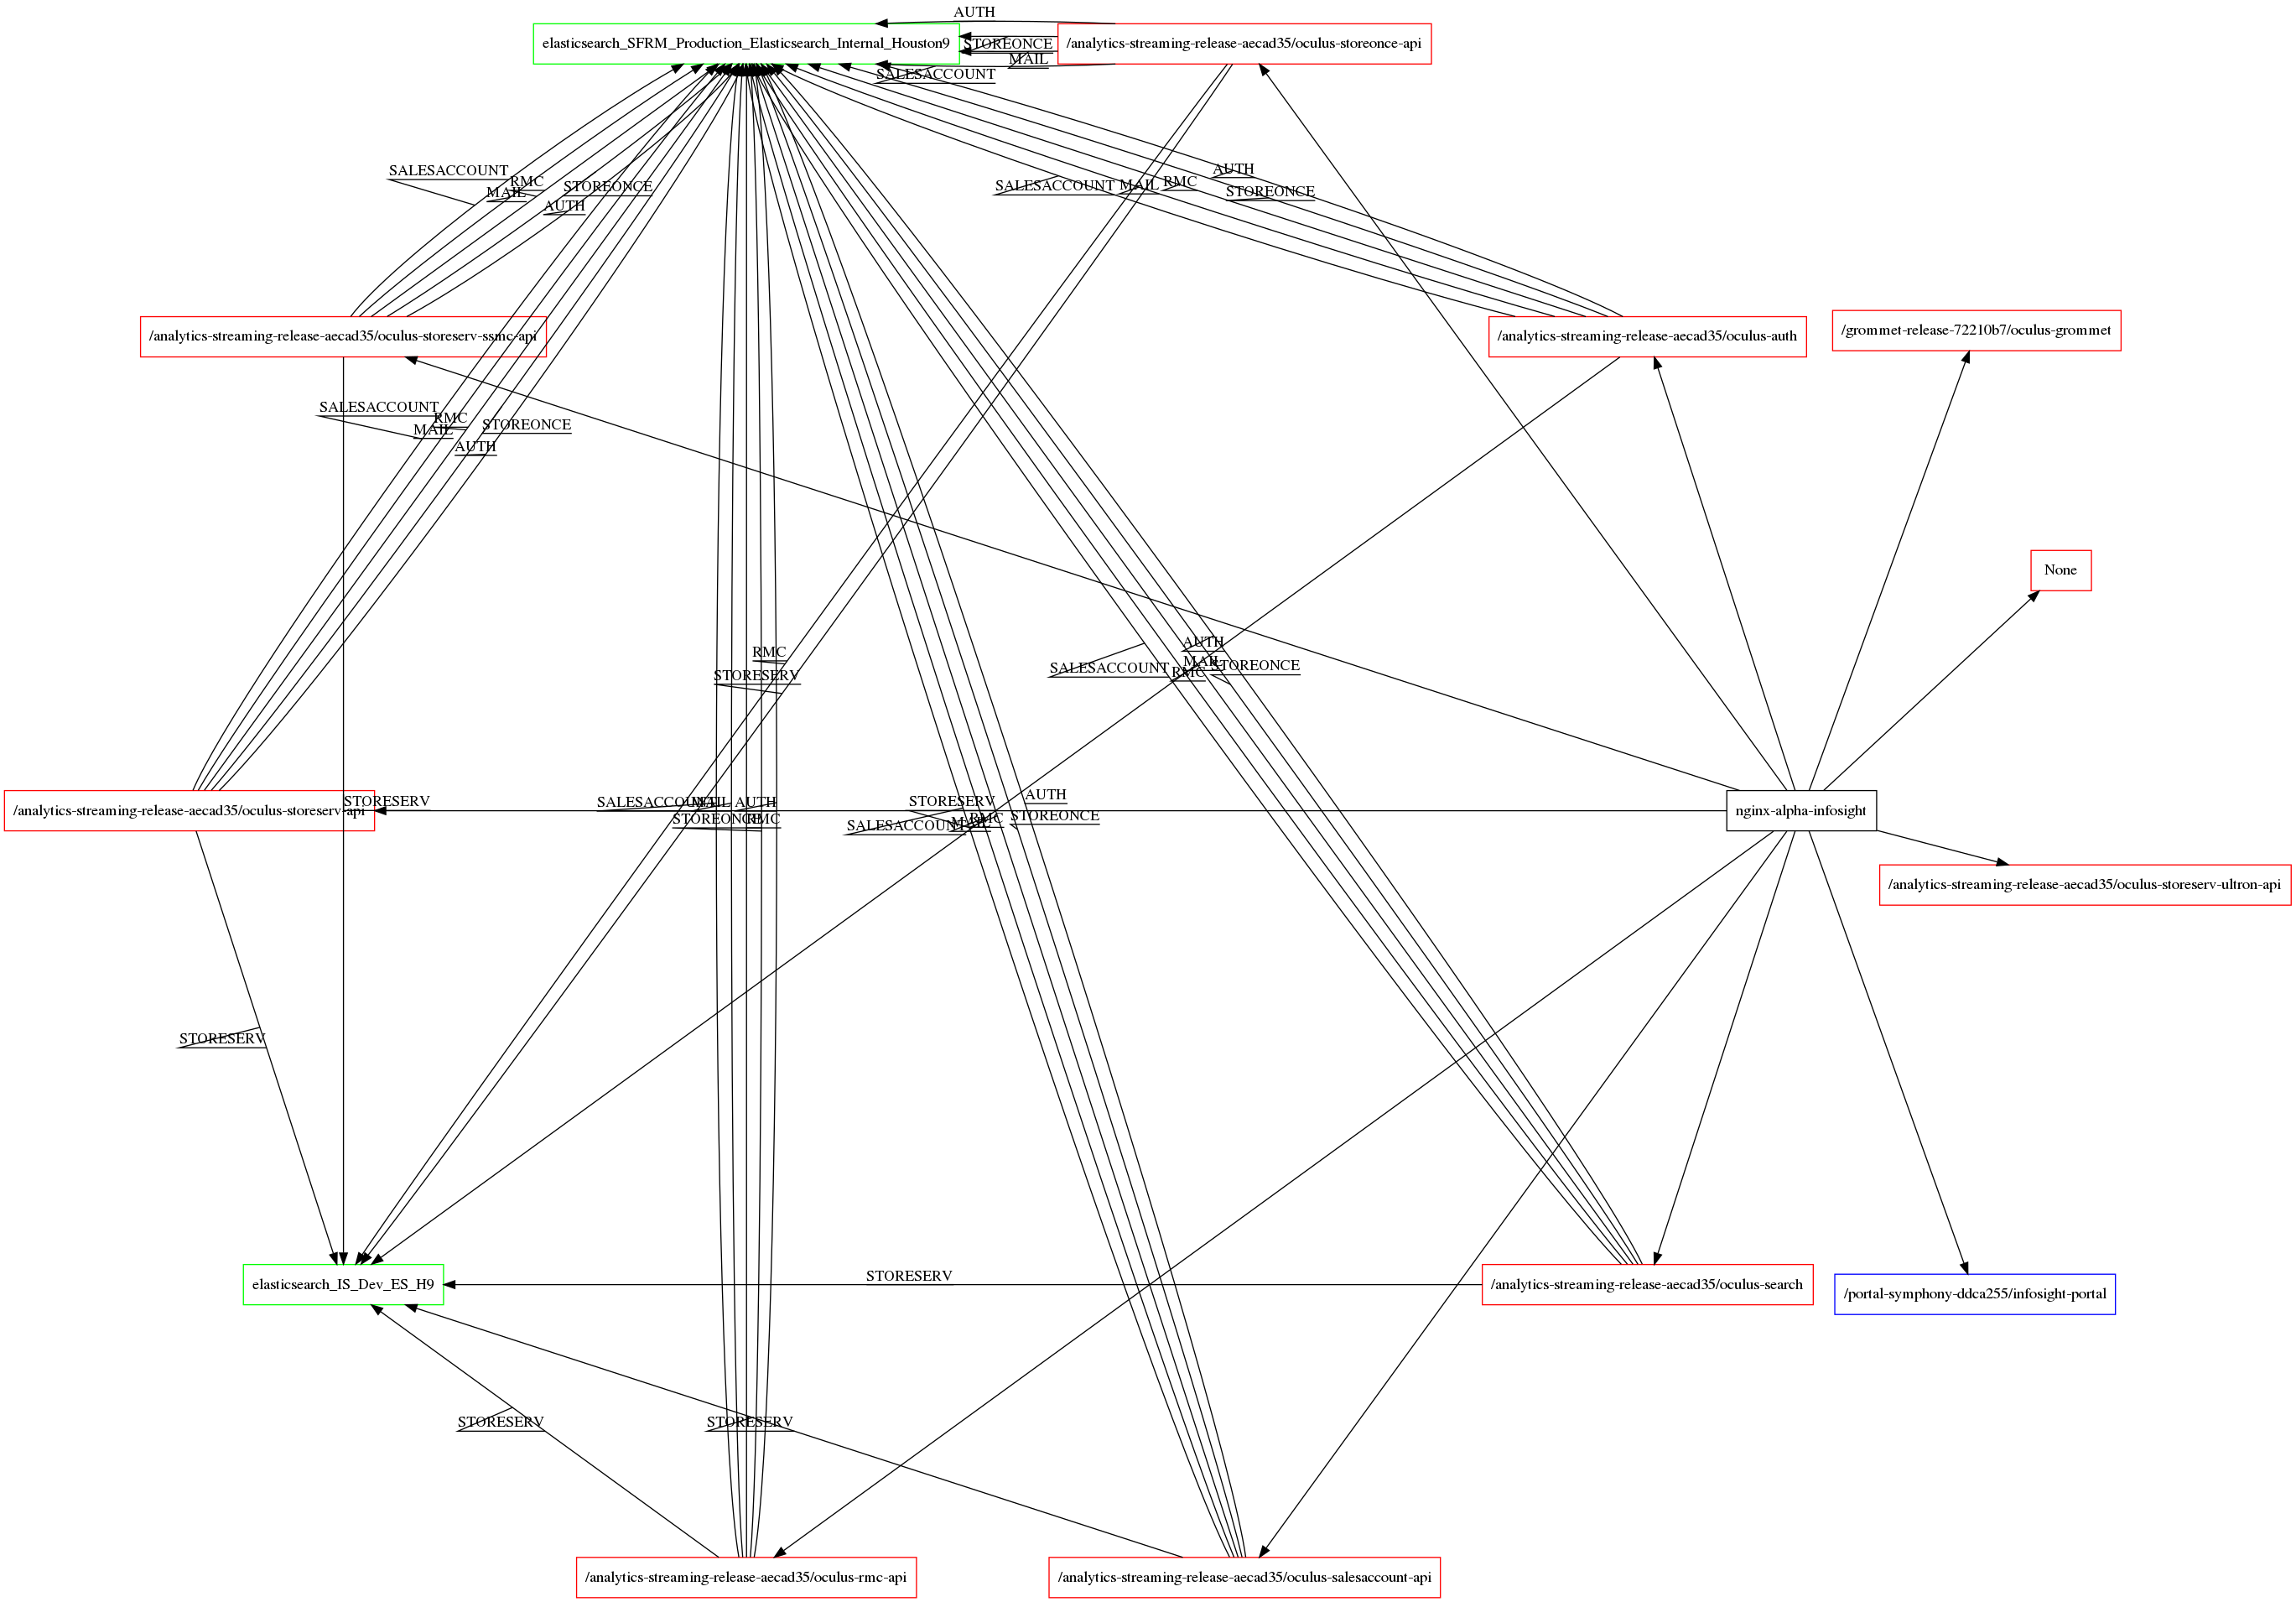 AUTH
elasticsearch_SFRM_Production_Elasticsearch_Internal_Houston9
STOREONCE
/analytics-streaming-release-aecad35/oculus-storeonce-api
MAIL
SALESACCOUNT
SALESACCOUNT
RMC
MAIL
STOREONCE
AUTH
SALESACCOUNT
MAIL
RMC
AUTH
STOREONCE
/analytics-streaming-release-aecad35/oculus-storeserv-ssmc-api
/analytics-streaming-release-aecad35/oculus-auth
/grommet-release-72210b7/oculus-grommet
SALESACCOUNT
RMC
MAIL
STOREONCE
AUTH
None
RMC
STORESERV
AUTH
MAIL
SALESACCOUNT
RMC
STOREONCE
/analytics-streaming-release-aecad35/oculus-storeserv-api
STORESERV
SALESACCOUNT
MAIL
AUTH
STOREONCE
RMC
STORESERV
AUTH
SALESACCOUNT
MAIL
RMC
STOREONCE
nginx-alpha-infosight
/analytics-streaming-release-aecad35/oculus-storeserv-ultron-api
STORESERV
elasticsearch_IS_Dev_ES_H9
STORESERV
/analytics-streaming-release-aecad35/oculus-search
/portal-symphony-ddca255/infosight-portal
STORESERV
STORESERV
/analytics-streaming-release-aecad35/oculus-rmc-api
/analytics-streaming-release-aecad35/oculus-salesaccount-api